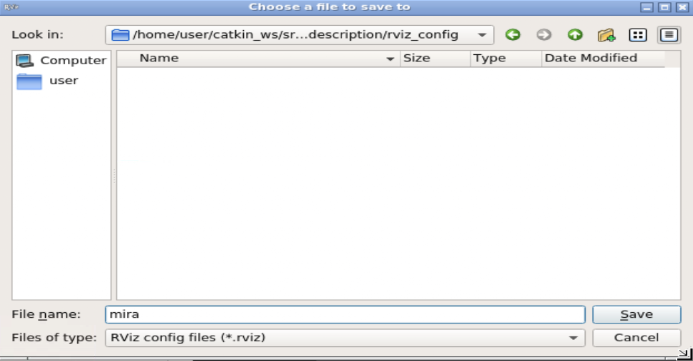 RViz
Choose a file to save to
Look in: /home/user/catkin_ws/sr...description/rviz_config
Computer
user
Name Size Type Date Modified
File name: mira Save
Files of type: RViz config files (*.rviz) Cancel